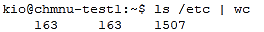 kio@chmnu-test1:~$ ls /etc | wc
    163     163    1507